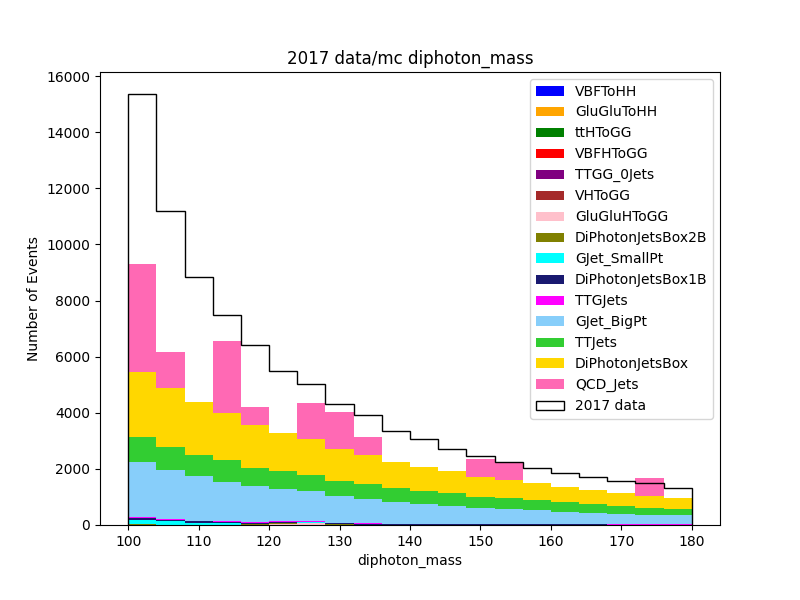 2017 data/mc diphoton_mass
Number of Events
16000
14000
12000
10000
8000
6000
4000
2000
0
100 110 120 130 140 150 160 170 180
diphoton_mass
VBFToHH
GluGluToHH
ttHToGG
VBFHToGG
TTGG_0Jets
VHToGG
GluGluHToGG
DiPhotonJetsBox2B
GJet_SmallPt
DiPhotonJetsBox1B
TTGJets
GJet_BigPt
TTJets
DiPhotonJetsBox
QCD_Jets
2017 data